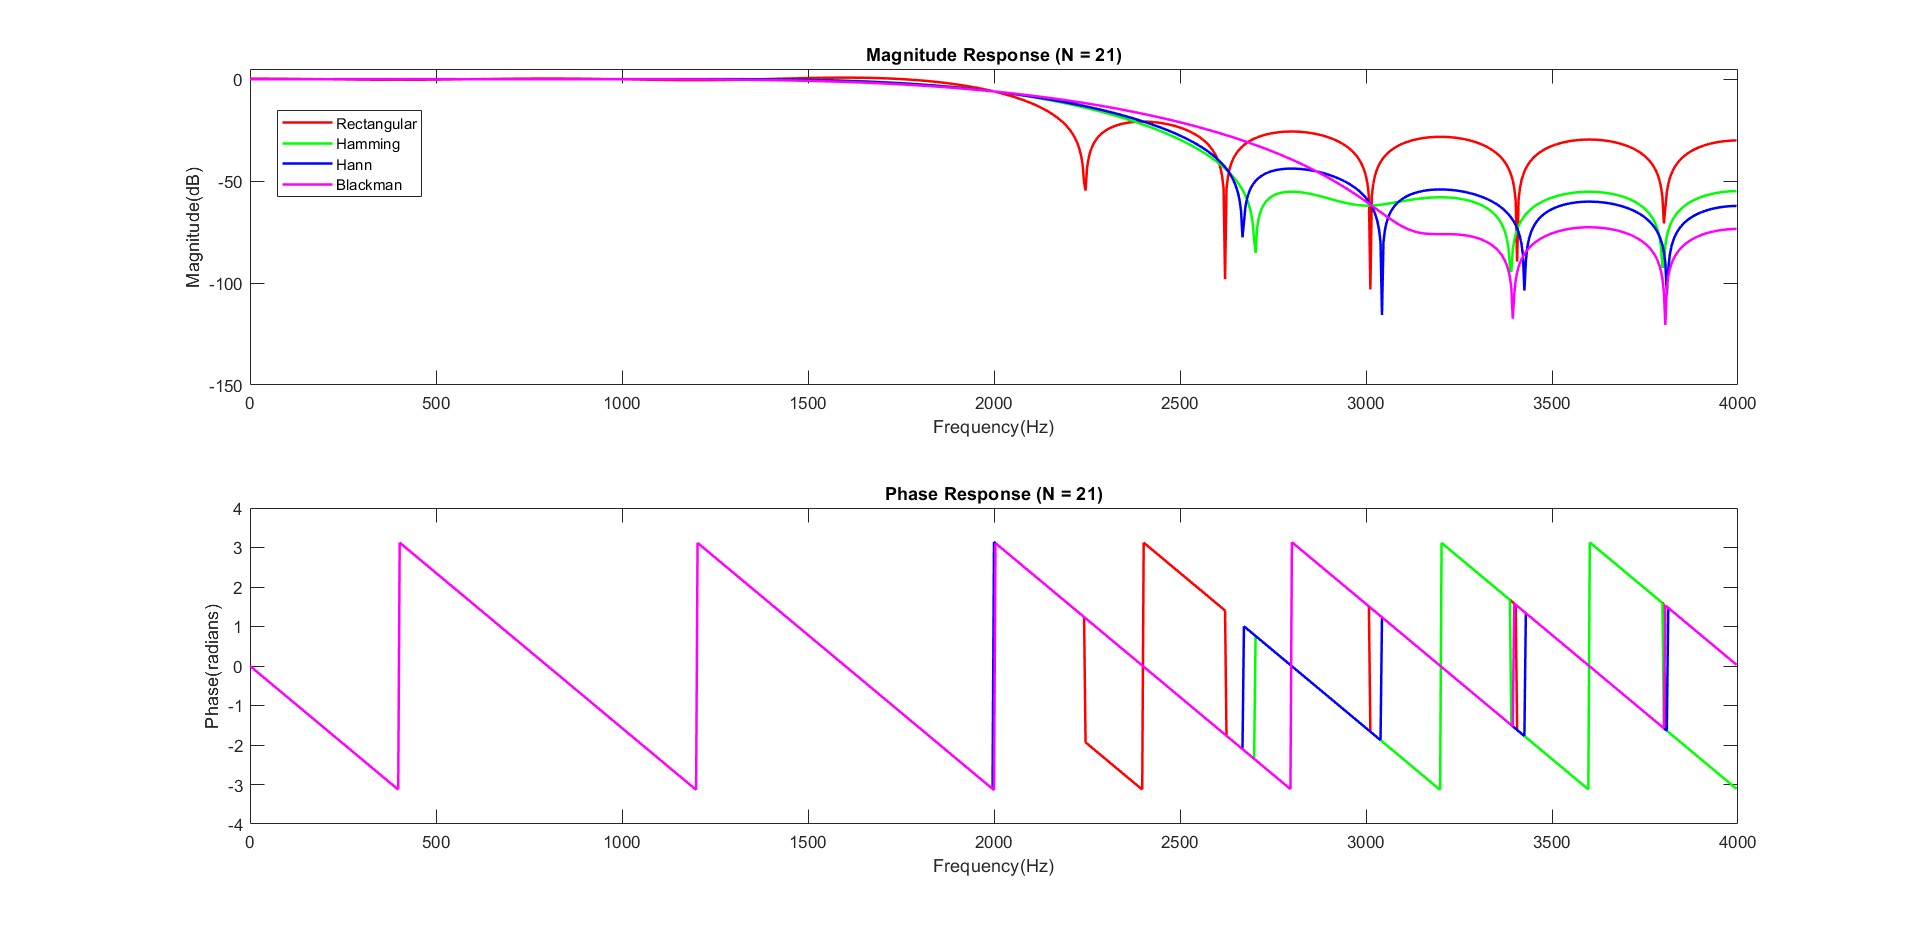 Magnitude Response (N = 21)
Magnitude(dB)
0
-50
-100
-150
Rectangular
Hamming
Hann
Blackman
0 500 1000 1500 2000 2500 3000 3500 4000
Frequency(Hz)
Phase Response (N = 21)
Phase(radians)
4
3
2
1
0
-1
-2
-3
-4
0 500 1000 1500 2000 2500 3000 3500 4000
Frequency(Hz)